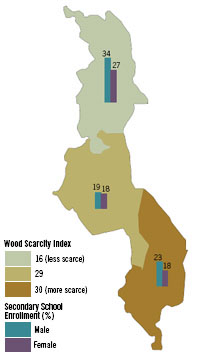 34
27
19
18
23
18
Wood Scarcity Index
16 (less scarce)
29
30 (more scarce)
Secondary School
Enrollment (%)
Male
Female